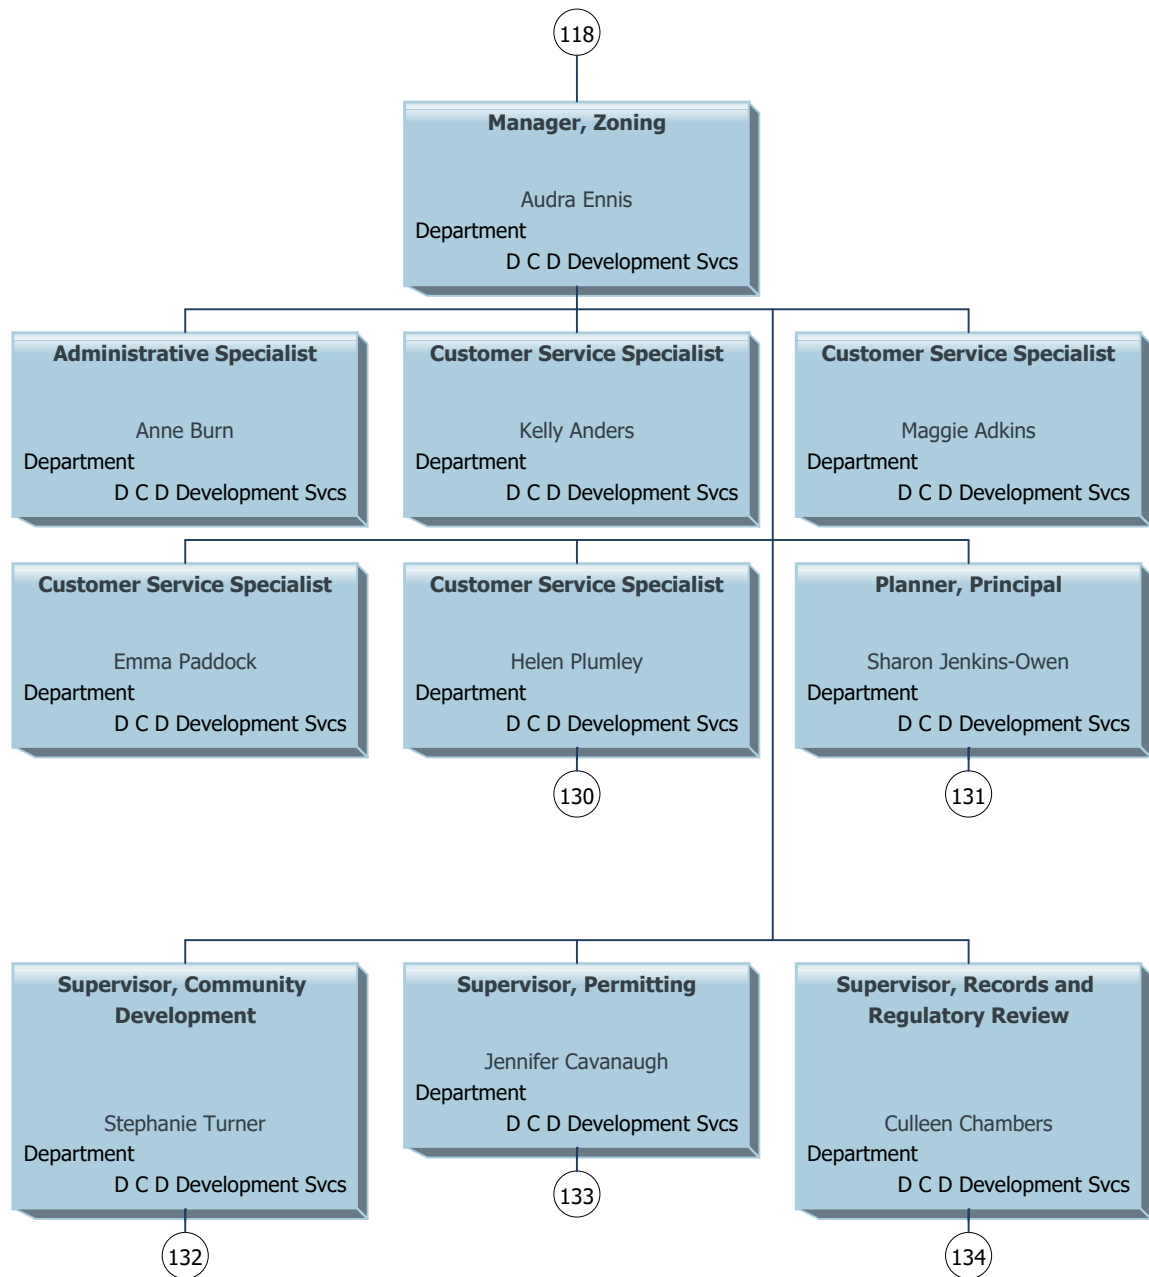 118
Manager, Zoning
Audra Ennis
Department
D C D Development Svcs
Administrative Specialist
Anne Burn
Department
D C D Development Svcs
Customer Service Specialist
Kelly Anders
Department
D C D Development Svcs
Customer Service Specialist
Maggie Adkins
Department
D C D Development Svcs
Customer Service Specialist
Emma Paddock
Department
D C D Development Svcs
Customer Service Specialist
Helen Plumley
Department
D C D Development Svcs
130
Planner, Principal
Sharon Jenkins-Owen
Department
D C D Development Svcs
131
Supervisor, Community
Development
Stephanie Turner
Department
D C D Development Svcs
132
Supervisor, Permitting
Jennifer Cavanaugh
Department
D C D Development Svcs
133
Supervisor, Records and
Regulatory Review
Culleen Chambers
Department
D C D Development Svcs
134